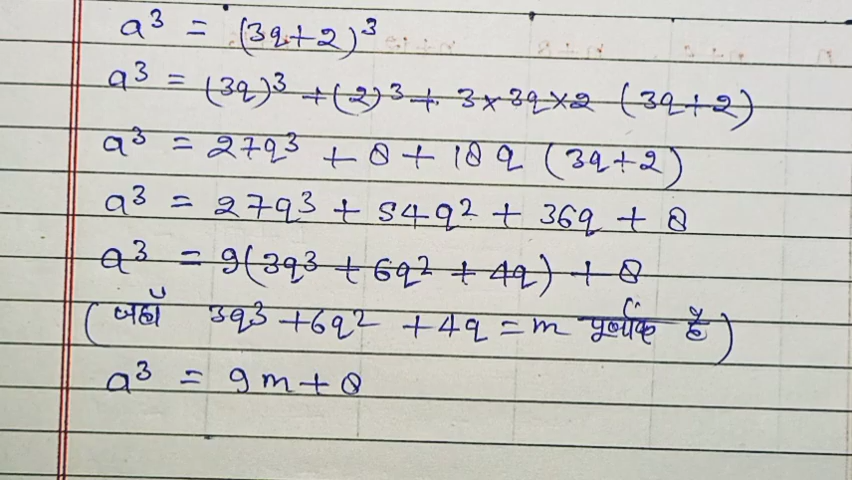 a³ = (3q+2)³
a³ = (3q)³ + (2)³ + 3×3q×2 (3q+2)
a³ = 27q³ + 8 + 18q (3q+2)
a³ = 27q³ + 54q² + 36q + 8
a³ = 9(3q³ + 6q² + 4q) + 8
(जहाँ 3q³ + 6q² + 4q = m पूर्णांक है)
a³ = 9m + 8